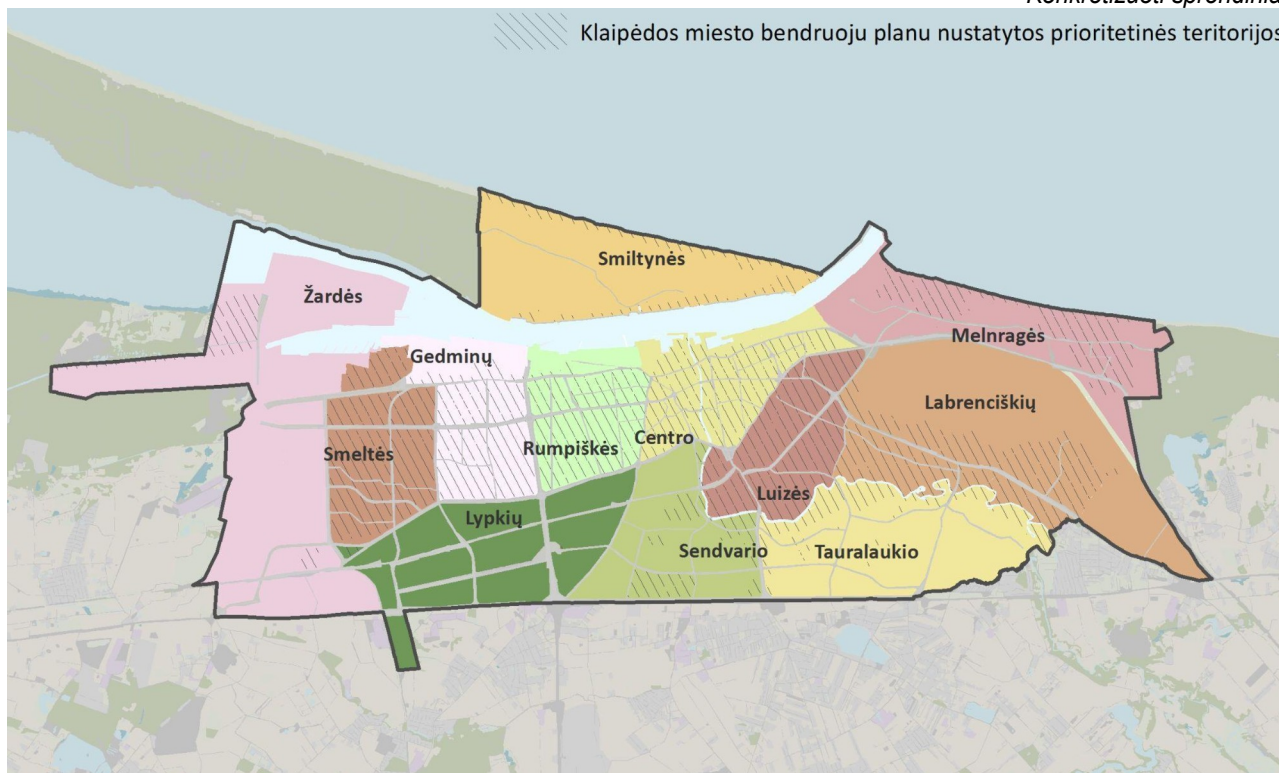 Klaipėdos miesto bendruoju planu nustatytos prioritetinės teritorijos
Smiltynės
Žardės
Melnragės
Gedminų
Labrenciškių
Centro
Rumpiškės
Smeltės
Luizės
Lypkių
Sendvario
Tauralaukio